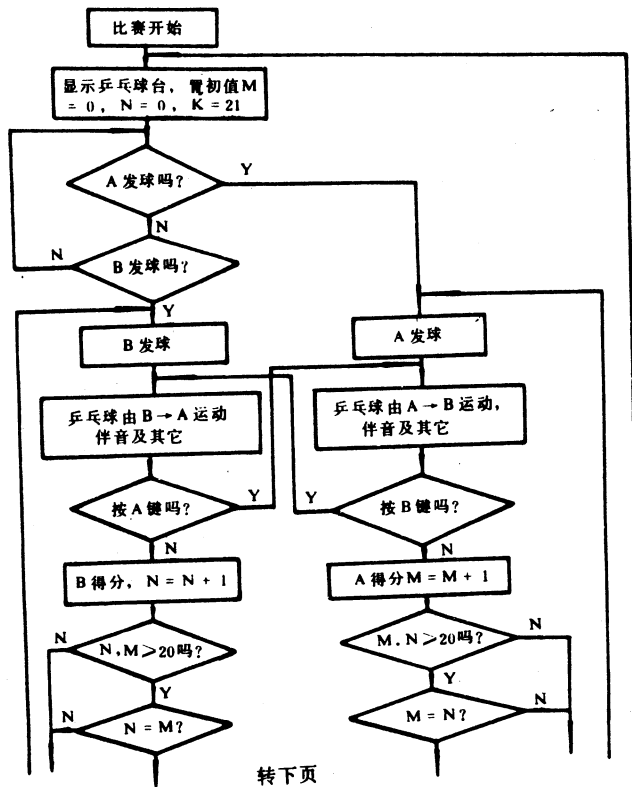 比赛开始
显示乒乓球台，置初值M
= 0，N = 0，K = 21
A 发球吗？
Y
N
B 发球吗？
N
Y
B 发球
A 发球
乒乓球由 B → A 运动
伴音及其它
乒乓球由 A → B 运动，
伴音及其它
按 A 键吗？
Y
N
按 B 键吗？
Y
N
B 得分，N = N + 1
A 得分 M = M + 1
N，M ≥ 20吗？
N
Y
M．N ≥ 20吗？
N
Y
N = M？
N
M = N？
N
转下页